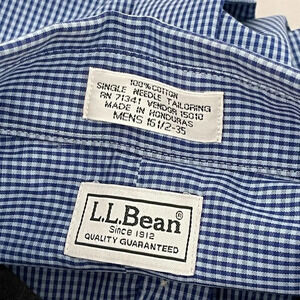 100% COTTON
SINGLE NEEDLE TAILORING
RN 71341 VENDOR 15010
MADE IN HONDURAS
MENS 16 1/2-35
L.L.Bean®
Since 1912
QUALITY GUARANTEED